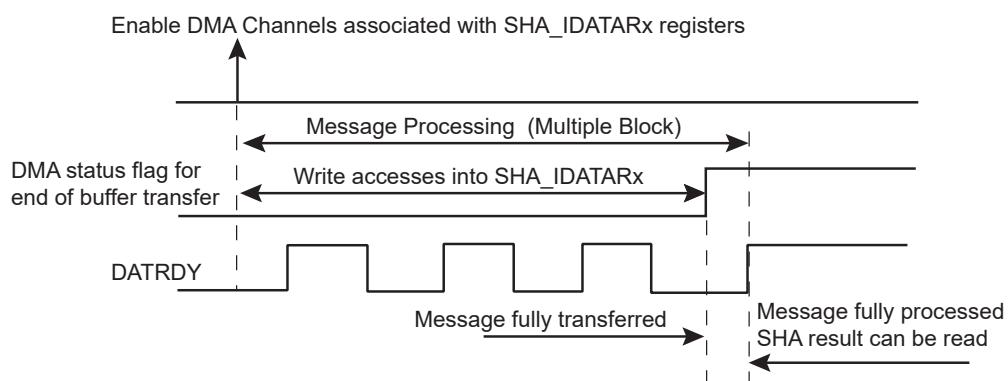 Enable DMA Channels associated with SHA_IDATARx registers
Message Processing (Multiple Block)
DMA status flag for
end of buffer transfer
Write accesses into SHA_IDATARx
DATRDY
Message fully transferred
Message fully processed
SHA result can be read